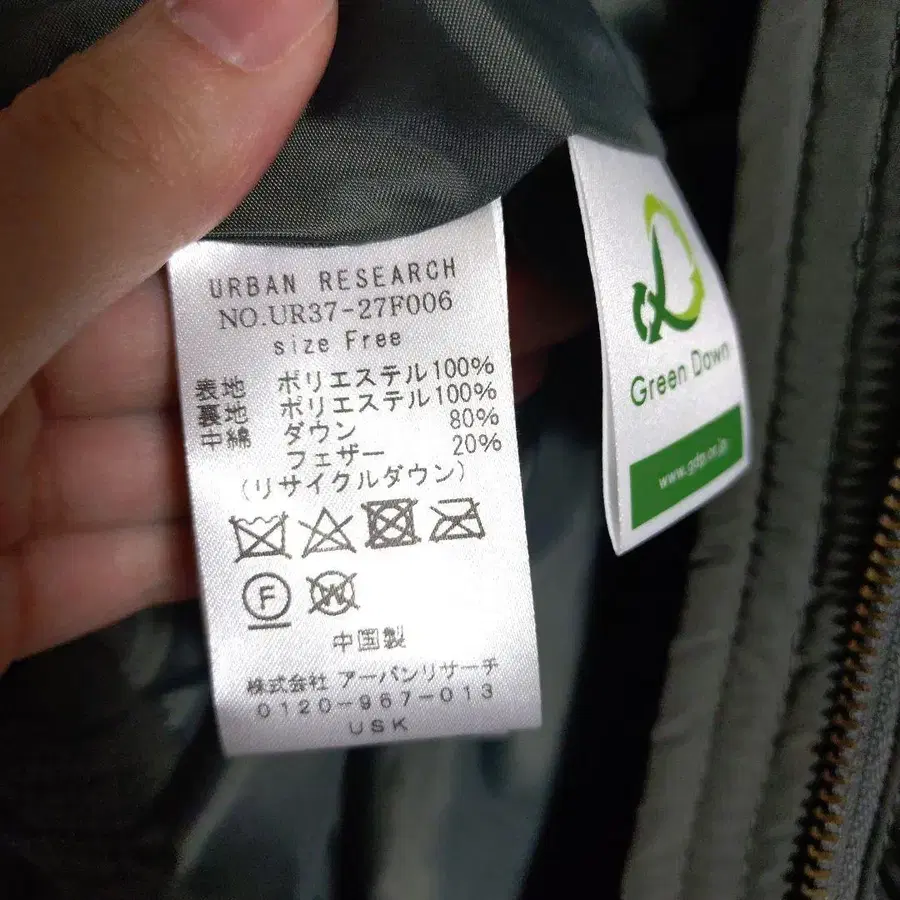 URBAN RESEARCH
NO.UR37-27F006
size Free
表地 ポリエステル100%
裏地 ポリエステル100%
中綿 ダウン 80%
フェザー 20%
(リサイクルダウン)
F
W
中国製
株式会社 アーバンリサーチ
0120-967-013
USK
Green Down
www.gdp.or.jp